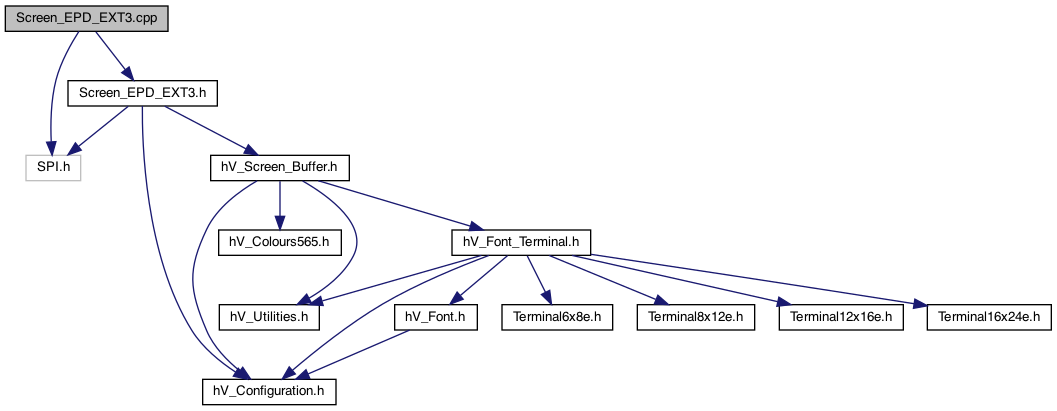 Screen_EPD_EXT3.cpp
Screen_EPD_EXT3.h
SPI.h
hV_Screen_Buffer.h
hV_Colours565.h
hV_Font_Terminal.h
hV_Utilities.h
hV_Font.h
Terminal6x8e.h
Terminal8x12e.h
Terminal12x16e.h
Terminal16x24e.h
hV_Configuration.h